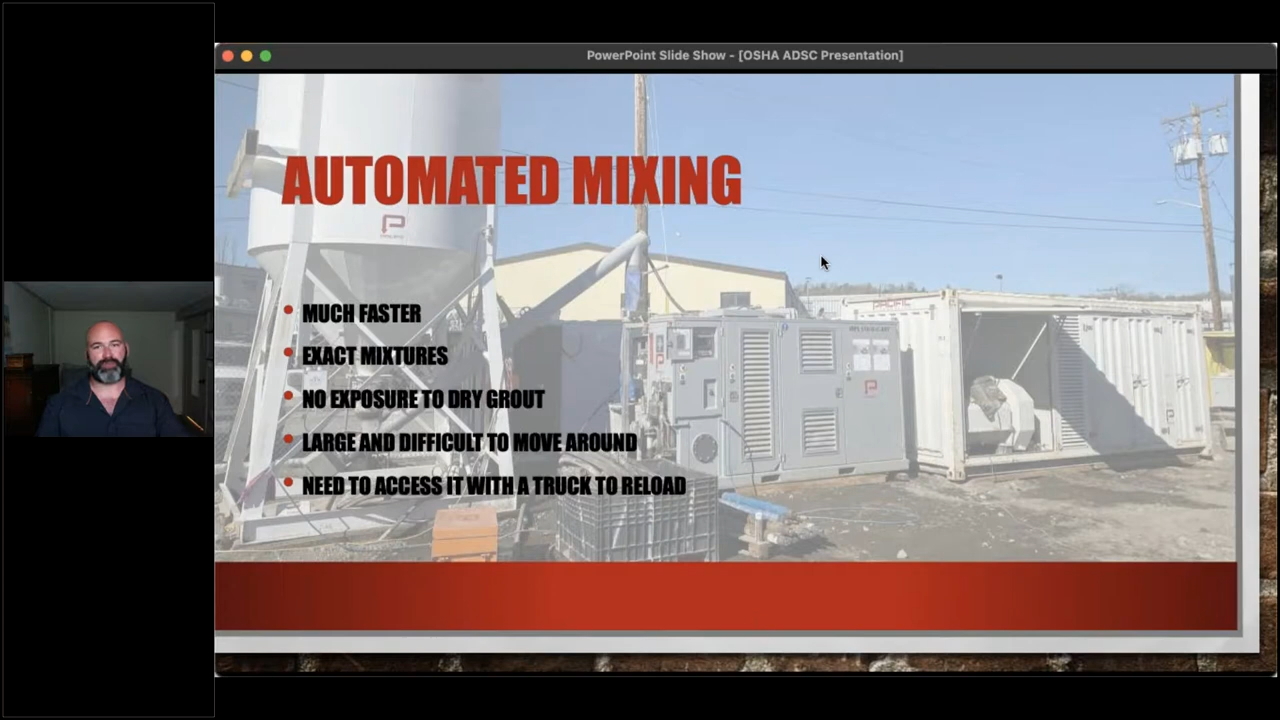 PowerPoint Slide Show - [OSHA ADSC Presentation]
AUTOMATED MIXING
MUCH FASTER
EXACT MIXTURES
NO EXPOSURE TO DRY GROUT
LARGE AND DIFFICULT TO MOVE AROUND
NEED TO ACCESS IT WITH A TRUCK TO RELOAD
PACIFIC